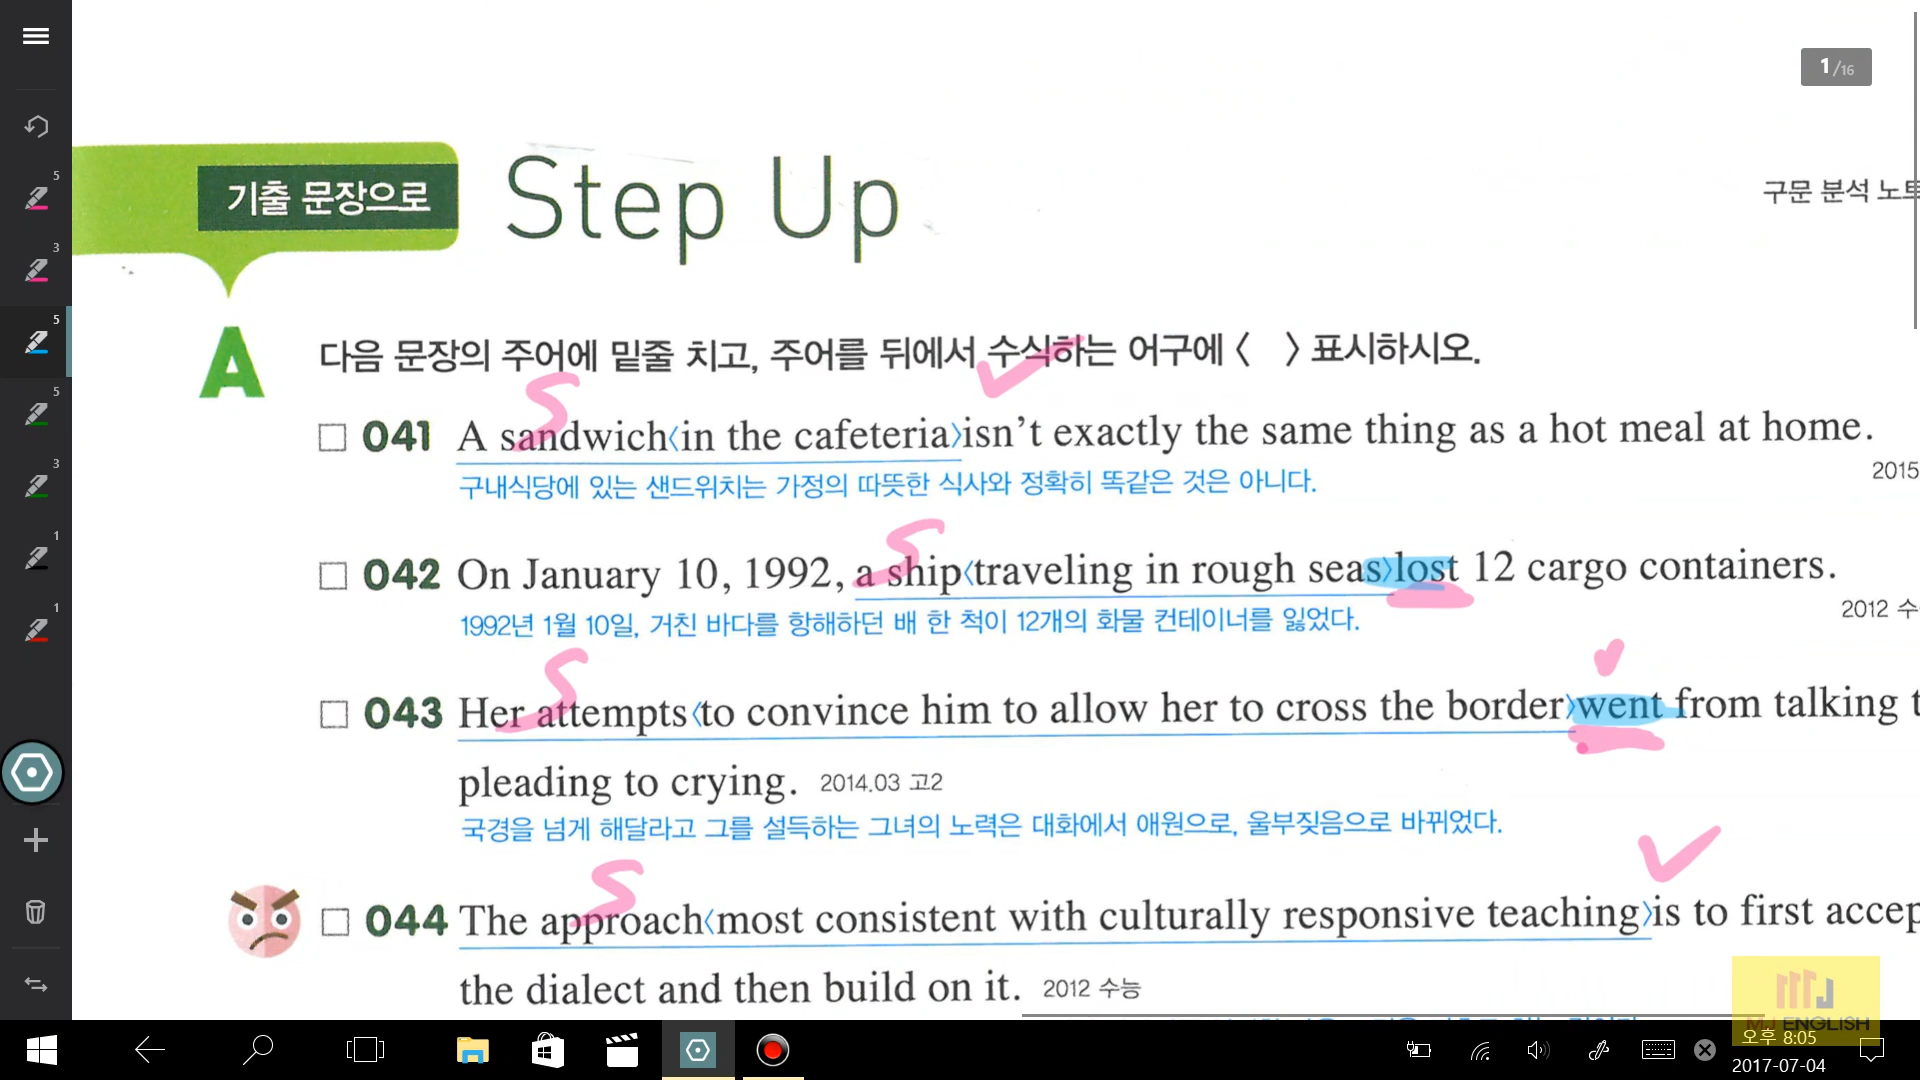 1/16
기출 문장으로 Step Up
구문 분석 노트
A 다음 문장의 주어에 밑줄 치고, 주어를 뒤에서 수식하는 어구에 〈 〉 표시하시오.
S
041 A sandwich〈in the cafeteria〉isn't exactly the same thing as a hot meal at home.
2015
구내식당에 있는 샌드위치는 가정의 따뜻한 식사와 정확히 똑같은 것은 아니다.
S
042 On January 10, 1992, a ship〈traveling in rough seas〉lost 12 cargo containers.
2012 수
1992년 1월 10일, 거친 바다를 항해하던 배 한 척이 12개의 화물 컨테이너를 잃었다.
S
043 Her attempts〈to convince him to allow her to cross the border〉went from talking t
pleading to crying. 2014.03 고2
국경을 넘게 해달라고 그를 설득하는 그녀의 노력은 대화에서 애원으로, 울부짖음으로 바뀌었다.
S
044 The approach〈most consistent with culturally responsive teaching〉is to first accep
the dialect and then build on it. 2012 수능
MJ ENGLISH
오후 8:05
2017-07-04
5
3
5
5
3
1
1